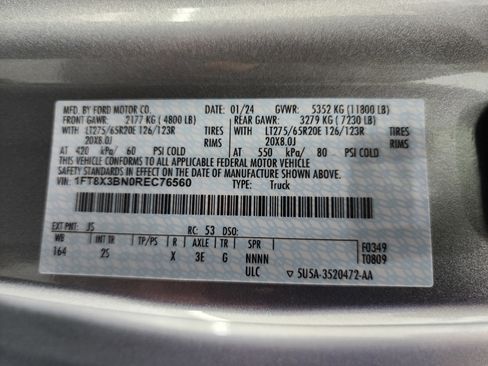 MFD. BY FORD MOTOR CO. DATE: 01/24 GVWR: 5352 KG (11800 LB)
FRONT GAWR: 2177 KG (4800 LB) REAR GAWR: 3279 KG (7230 LB)
WITH LT275/65R20E 126/123R TIRES WITH LT275/65R20E 126/123R TIRES
20X8.0J RIMS 20X8.0J RIMS
AT 420 kPa/ 60 PSI COLD AT 550 kPa/ 80 PSI COLD
THIS VEHICLE CONFORMS TO ALL APPLICABLE FEDERAL MOTOR VEHICLE
SAFETY STANDARDS IN EFFECT ON THE DATE OF MANUFACTURE SHOWN ABOVE.
VIN: 1FT8X3BN0REC76560 TYPE: Truck
EXT PNT: JS RC: 53 DSO:
WB INT TR TP/PS R AXLE TR SPR F0349
164 2S X 3E G NNNN T0809
ULC SU5A-3520472-AA